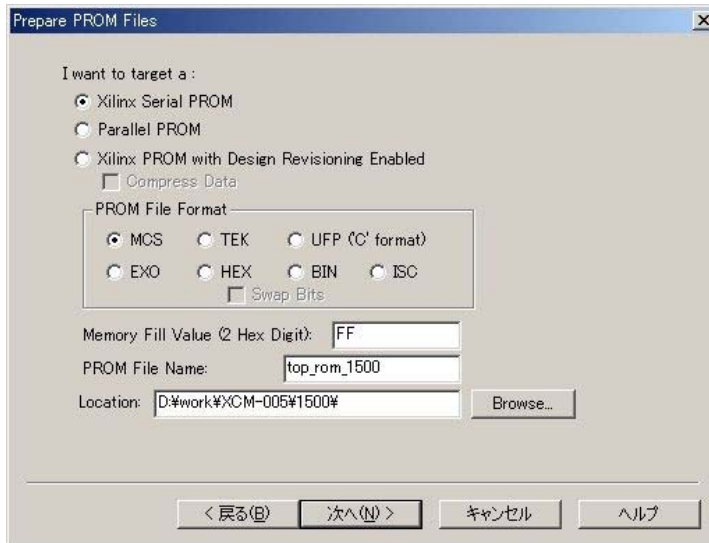 Prepare PROM Files
I want to target a :
Xilinx Serial PROM
Parallel PROM
Xilinx PROM with Design Revisioning Enabled
Compress Data
PROM File Format
MCS TEK UFP ('C' format)
EXO HEX BIN ISC
Swap Bits
Memory Fill Value (2 Hex Digit): FF
PROM File Name: top_rom_1500
Location: D:¥work¥XCM-005¥1500¥ Browse...
< 戻る(B) 次へ(N) > キャンセル ヘルプ